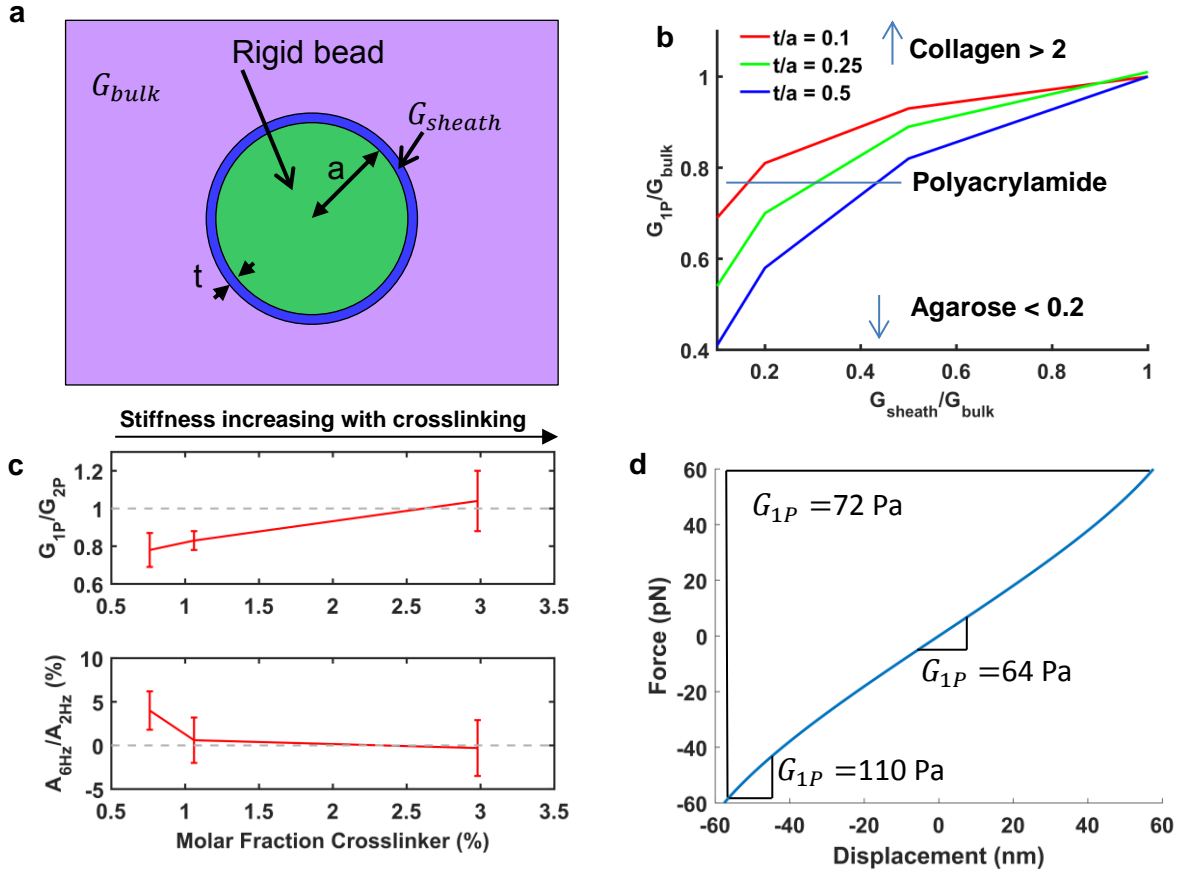 a
Rigid bead
G_bulk
G_sheath
a
t
b
t/a = 0.1
t/a = 0.25
t/a = 0.5
Collagen > 2
Polyacrylamide
Agarose < 0.2
G_1P/G_bulk
1
0.8
0.6
0.4
0.2 0.4 0.6 0.8 1
G_sheath/G_bulk
Stiffness increasing with crosslinking
c
G_1P/G_2P
1.2
1
0.8
0.6
0.5 1 1.5 2 2.5 3 3.5
A_6Hz/A_2Hz (%)
10
5
0
-5
0.5 1 1.5 2 2.5 3 3.5
Molar Fraction Crosslinker (%)
d
Force (pN)
60
40
20
0
-20
-40
-60
G_1P =72 Pa
G_1P =64 Pa
G_1P =110 Pa
-60 -40 -20 0 20 40 60
Displacement (nm)